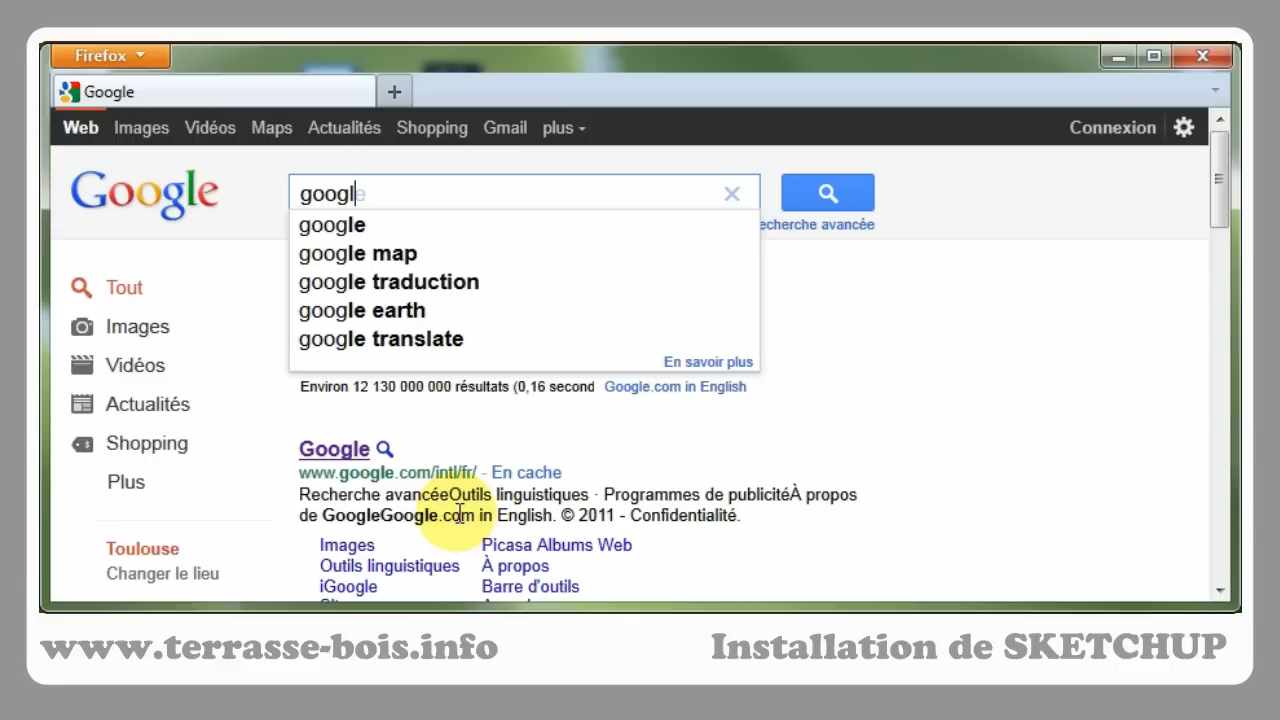 Firefox
Google
Web Images Vidéos Maps Actualités Shopping Gmail plus Connexion
Google
google
echerche avancée
google
google map
google traduction
google earth
google translate
En savoir plus
Environ 12 130 000 000 résultats (0,16 second Google.com in English
Tout
Images
Vidéos
Actualités
Shopping
Plus
Toulouse
Changer le lieu
Google
www.google.com/intl/fr/ - En cache
Recherche avancéeOutils linguistiques · Programmes de publicitéÀ propos
de GoogleGoogle.com in English. © 2011 - Confidentialité.
Images Picasa Albums Web
Outils linguistiques À propos
iGoogle Barre d'outils
www.terrasse-bois.info Installation de SKETCHUP